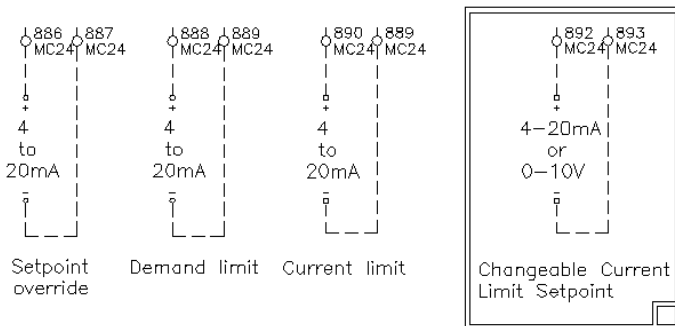 886 887
MC24 MC24
+
4
to
20mA
−
Setpoint
override
888 889
MC24 MC24
+
4
to
20mA
−
Demand limit
890 889
MC24 MC24
+
4
to
20mA
−
Current limit
892 893
MC24 MC24
+
4−20mA
or
0−10V
−
Changeable Current
Limit Setpoint